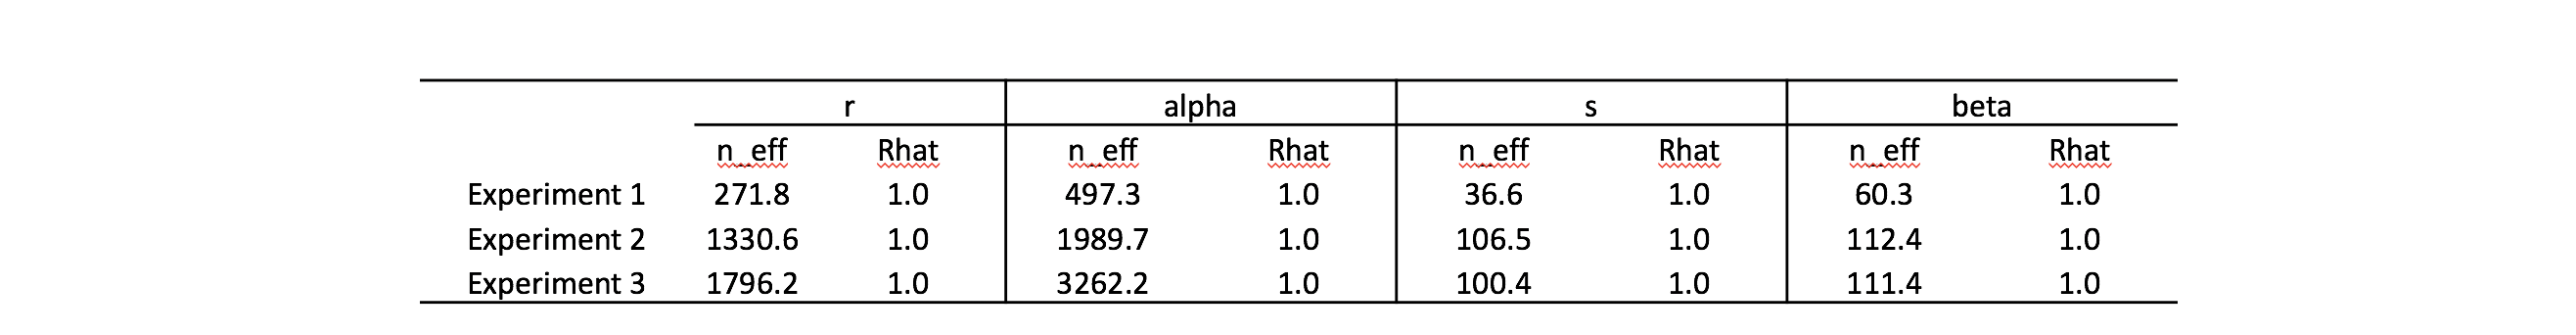 r alpha s beta
n_eff Rhat n_eff Rhat n_eff Rhat n_eff Rhat
Experiment 1 271.8 1.0 497.3 1.0 36.6 1.0 60.3 1.0
Experiment 2 1330.6 1.0 1989.7 1.0 106.5 1.0 112.4 1.0
Experiment 3 1796.2 1.0 3262.2 1.0 100.4 1.0 111.4 1.0